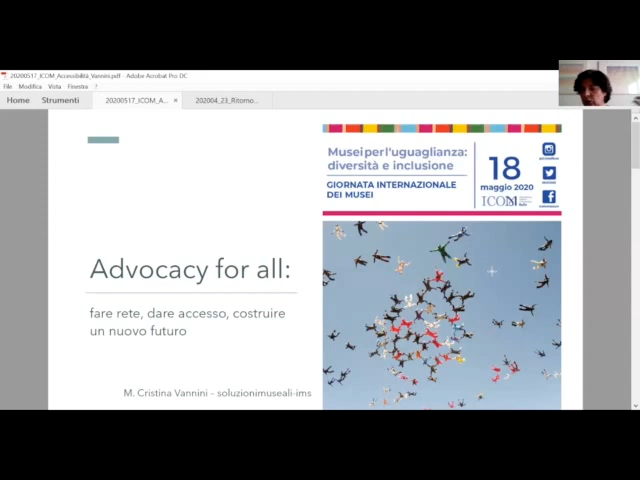 20200517_ICOM_Accessibilità_Vannini.pdf - Adobe Acrobat Pro DC
File Modifica Vista Finestra ?
Home Strumenti 20200517_ICOM_A... × 202004_23_Ritorno...
Musei per l'uguaglianza:
diversità e inclusione
GIORNATA INTERNAZIONALE
DEI MUSEI
18
maggio 2020
ICOM
Advocacy for all:
fare rete, dare accesso, costruire
un nuovo futuro
M. Cristina Vannini – soluzionimuseali-ims